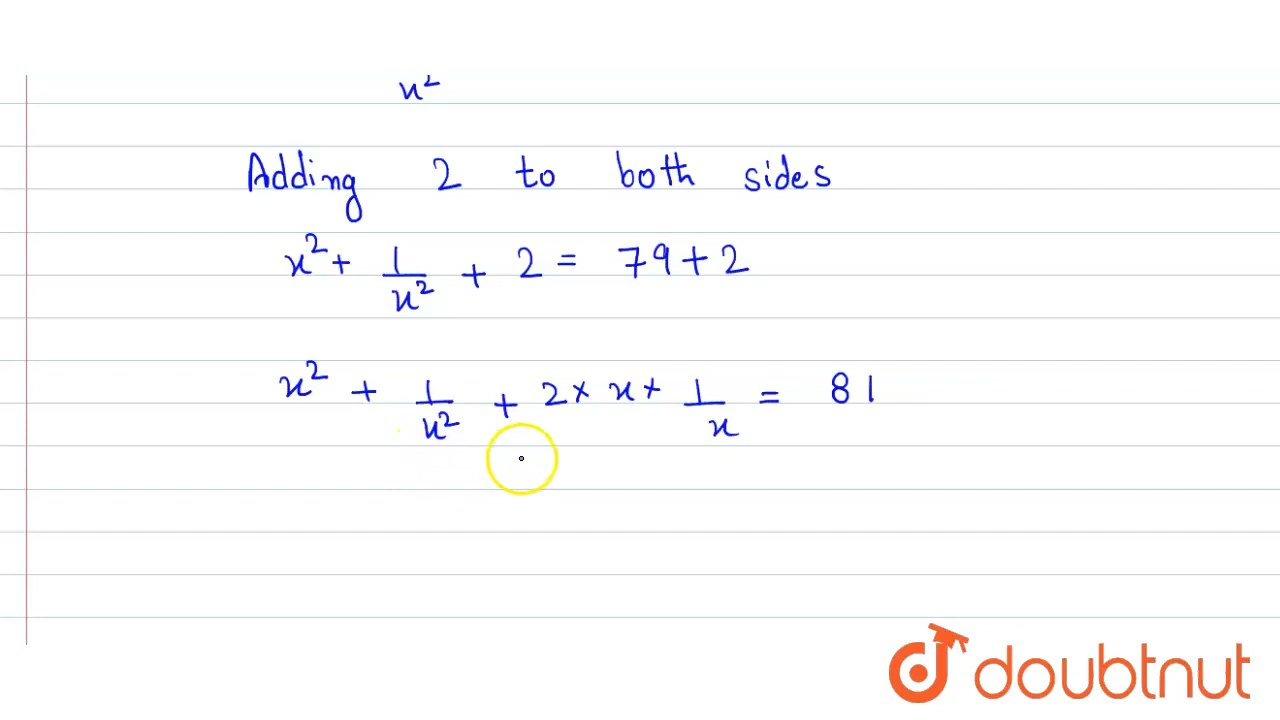 x²
Adding 2 to both sides
x² + 1/x² + 2 = 79 + 2
x² + 1/x² + 2 × x × 1/x = 81
doubtnut